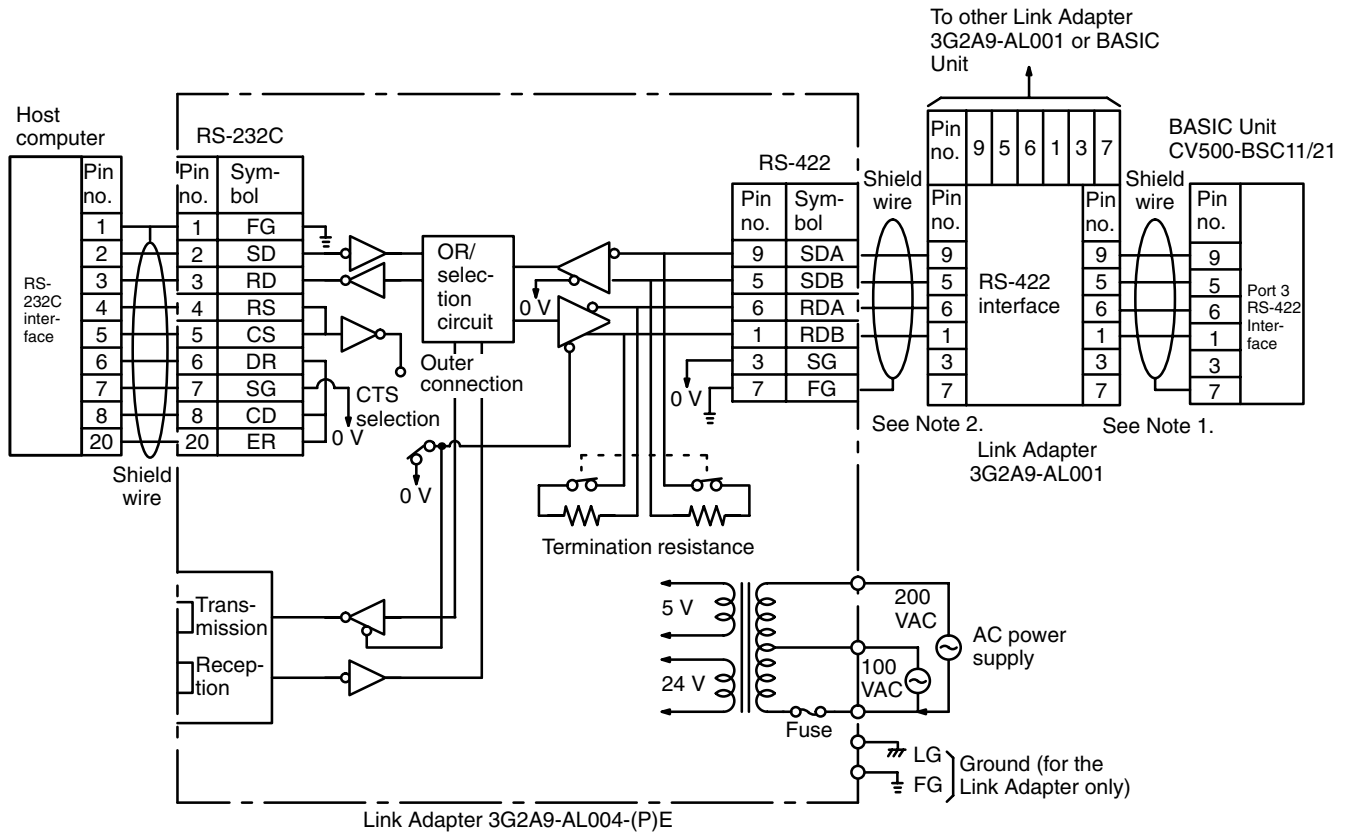 To other Link Adapter
3G2A9-AL001 or BASIC
Unit
Host
computer
RS-232C
RS-
232C
inter-
face
Pin
no.
1
2
3
4
5
6
7
8
20
Pin
no.
Sym-
bol
1 FG
2 SD
3 RD
4 RS
5 CS
6 DR
7 SG
8 CD
20 ER
Shield
wire
OR/
selec-
tion
circuit
Outer
connection
CTS
selection
0 V
0 V
0 V
0 V
RS-422
Pin
no.
Sym-
bol
9 SDA
5 SDB
6 RDA
1 RDB
3 SG
7 FG
Termination resistance
Shield
wire
See Note 2.
Pin
no.
9 5 6 1 3 7
Pin
no.
9
5
6
1
3
7
RS-422
interface
Pin
no.
9
5
6
1
3
7
Link Adapter
3G2A9-AL001
Shield
wire
See Note 1.
BASIC Unit
CV500-BSC11/21
Pin
no.
9
5
6
1
3
7
Port 3
RS-422
Inter-
face
Trans-
mission
Recep-
tion
5 V
24 V
Fuse
200
VAC
100
VAC
AC power
supply
LG
FG
Ground (for the
Link Adapter only)
Link Adapter 3G2A9-AL004-(P)E